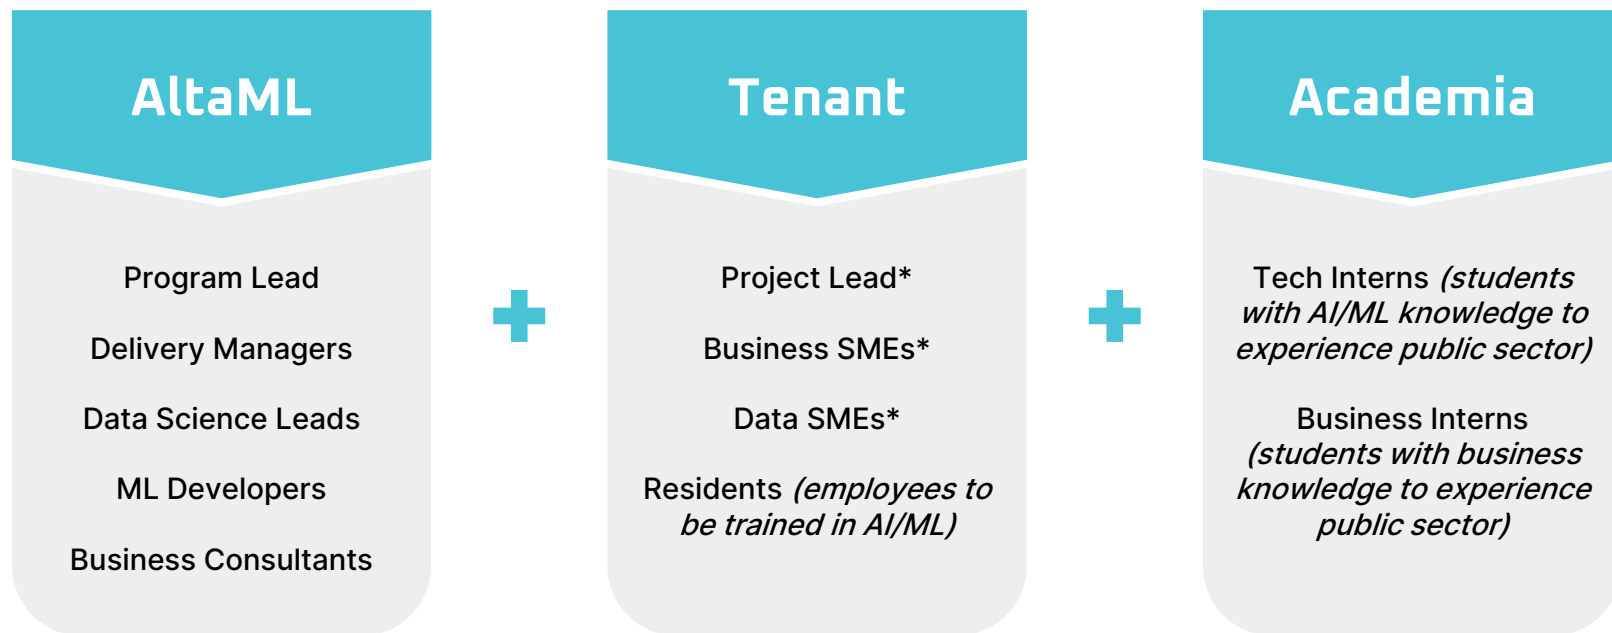 AltaML
Program Lead
Delivery Managers
Data Science Leads
ML Developers
Business Consultants
Tenant
Project Lead*
Business SMEs*
Data SMEs*
Residents (employees to
be trained in AI/ML)
Academia
Tech Interns (students
with AI/ML knowledge to
experience public sector)
Business Interns
(students with business
knowledge to experience
public sector)